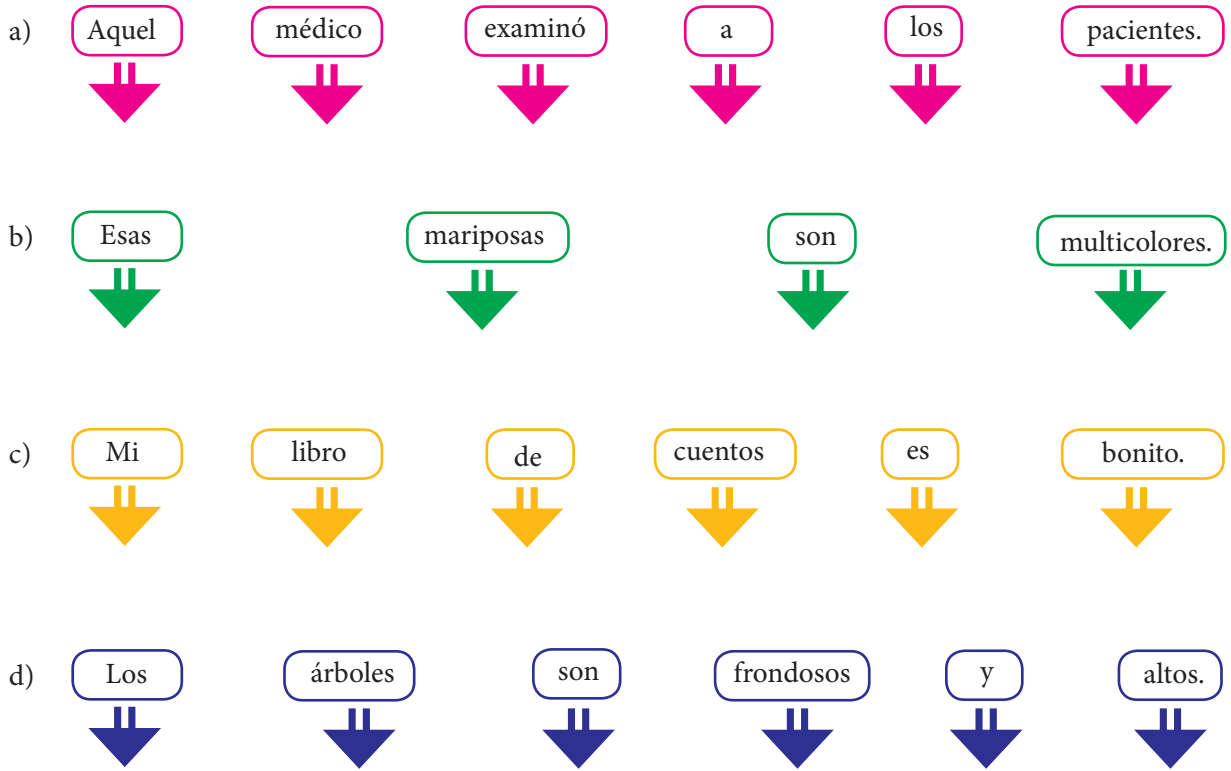 a) Aquel médico examinó a los pacientes.
b) Esas mariposas son multicolores.
c) Mi libro de cuentos es bonito.
d) Los árboles son frondosos y altos.